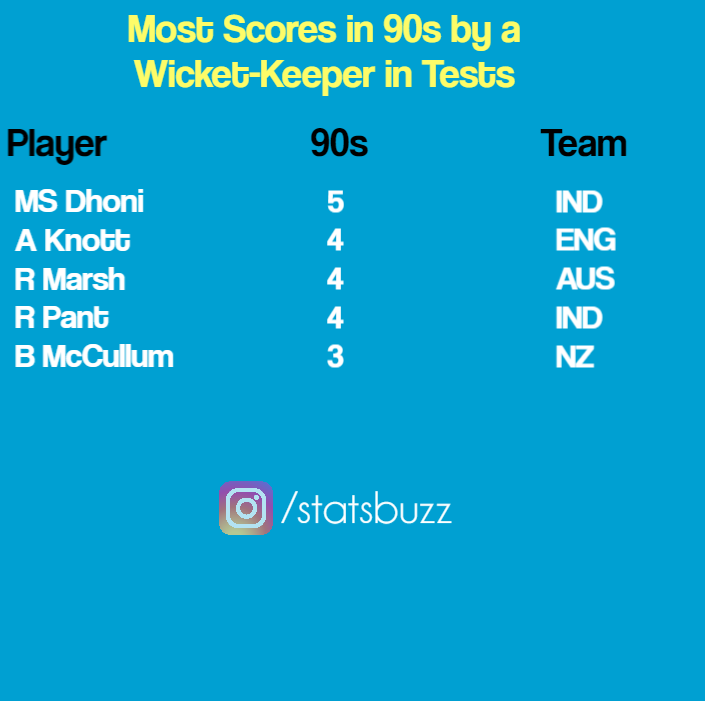 Most Scores in 90s by a
Wicket-Keeper in Tests
Player 90s Team
MS Dhoni 5 IND
A Knott 4 ENG
R Marsh 4 AUS
R Pant 4 IND
B McCullum 3 NZ
/statsbuzz